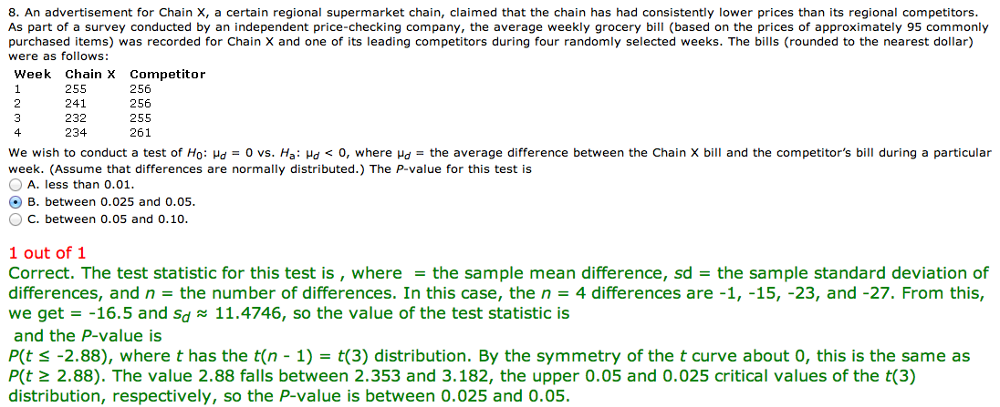 8. An advertisement for Chain X, a certain regional supermarket chain, claimed that the chain has had consistently lower prices than its regional competitors.
As part of a survey conducted by an independent price-checking company, the average weekly grocery bill (based on the prices of approximately 95 commonly
purchased items) was recorded for Chain X and one of its leading competitors during four randomly selected weeks. The bills (rounded to the nearest dollar)
were as follows:
Week Chain X Competitor
1 255 256
2 241 256
3 232 255
4 234 261
We wish to conduct a test of H0: μd = 0 vs. Ha: μd < 0, where μd = the average difference between the Chain X bill and the competitor's bill during a particular
week. (Assume that differences are normally distributed.) The P-value for this test is
A. less than 0.01.
B. between 0.025 and 0.05.
C. between 0.05 and 0.10.
1 out of 1
Correct. The test statistic for this test is , where = the sample mean difference, sd = the sample standard deviation of
differences, and n = the number of differences. In this case, the n = 4 differences are -1, -15, -23, and -27. From this,
we get = -16.5 and sd ≈ 11.4746, so the value of the test statistic is
and the P-value is
P(t ≤ -2.88), where t has the t(n - 1) = t(3) distribution. By the symmetry of the t curve about 0, this is the same as
P(t ≥ 2.88). The value 2.88 falls between 2.353 and 3.182, the upper 0.05 and 0.025 critical values of the t(3)
distribution, respectively, so the P-value is between 0.025 and 0.05.